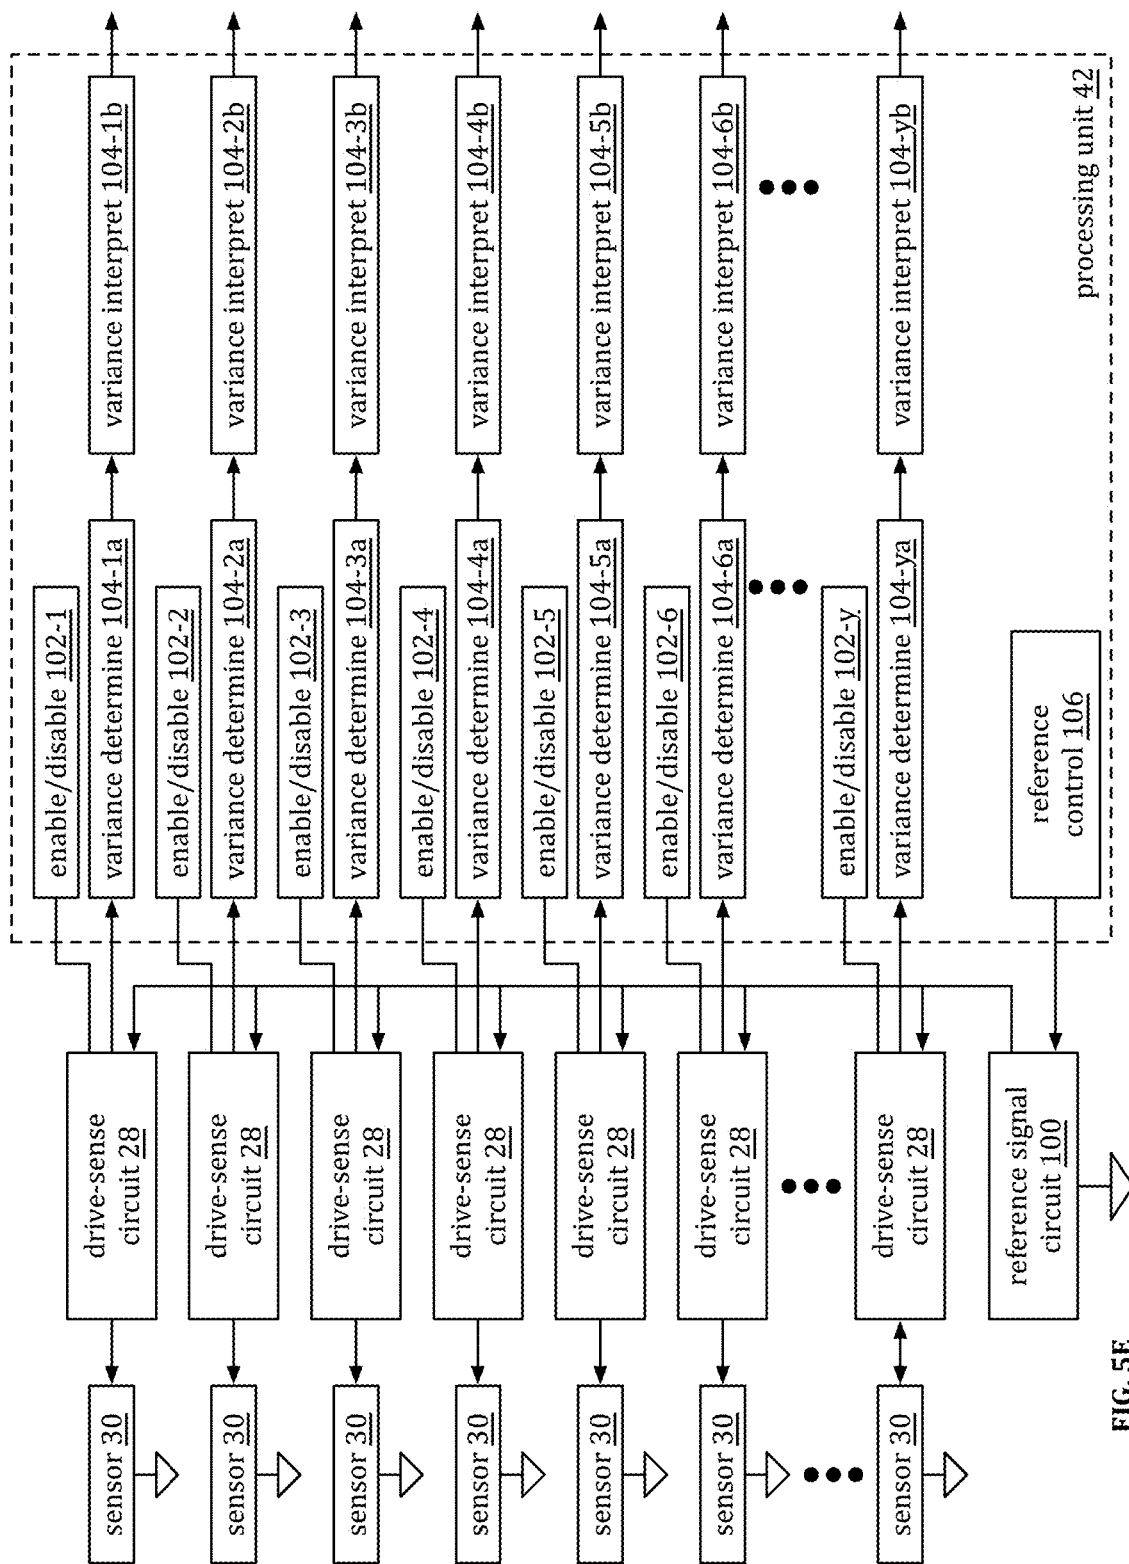 sensor 30
drive-sense
circuit 28
enable/disable 102-1
variance determine 104-1a
variance interpret 104-1b
sensor 30
drive-sense
circuit 28
enable/disable 102-2
variance determine 104-2a
variance interpret 104-2b
sensor 30
drive-sense
circuit 28
enable/disable 102-3
variance determine 104-3a
variance interpret 104-3b
sensor 30
drive-sense
circuit 28
enable/disable 102-4
variance determine 104-4a
variance interpret 104-4b
sensor 30
drive-sense
circuit 28
enable/disable 102-5
variance determine 104-5a
variance interpret 104-5b
sensor 30
drive-sense
circuit 28
enable/disable 102-6
variance determine 104-6a
variance interpret 104-6b
sensor 30
drive-sense
circuit 28
enable/disable 102-y
variance determine 104-ya
variance interpret 104-yb
reference signal
circuit 100
reference
control 106
processing unit 42
FIG. 5E